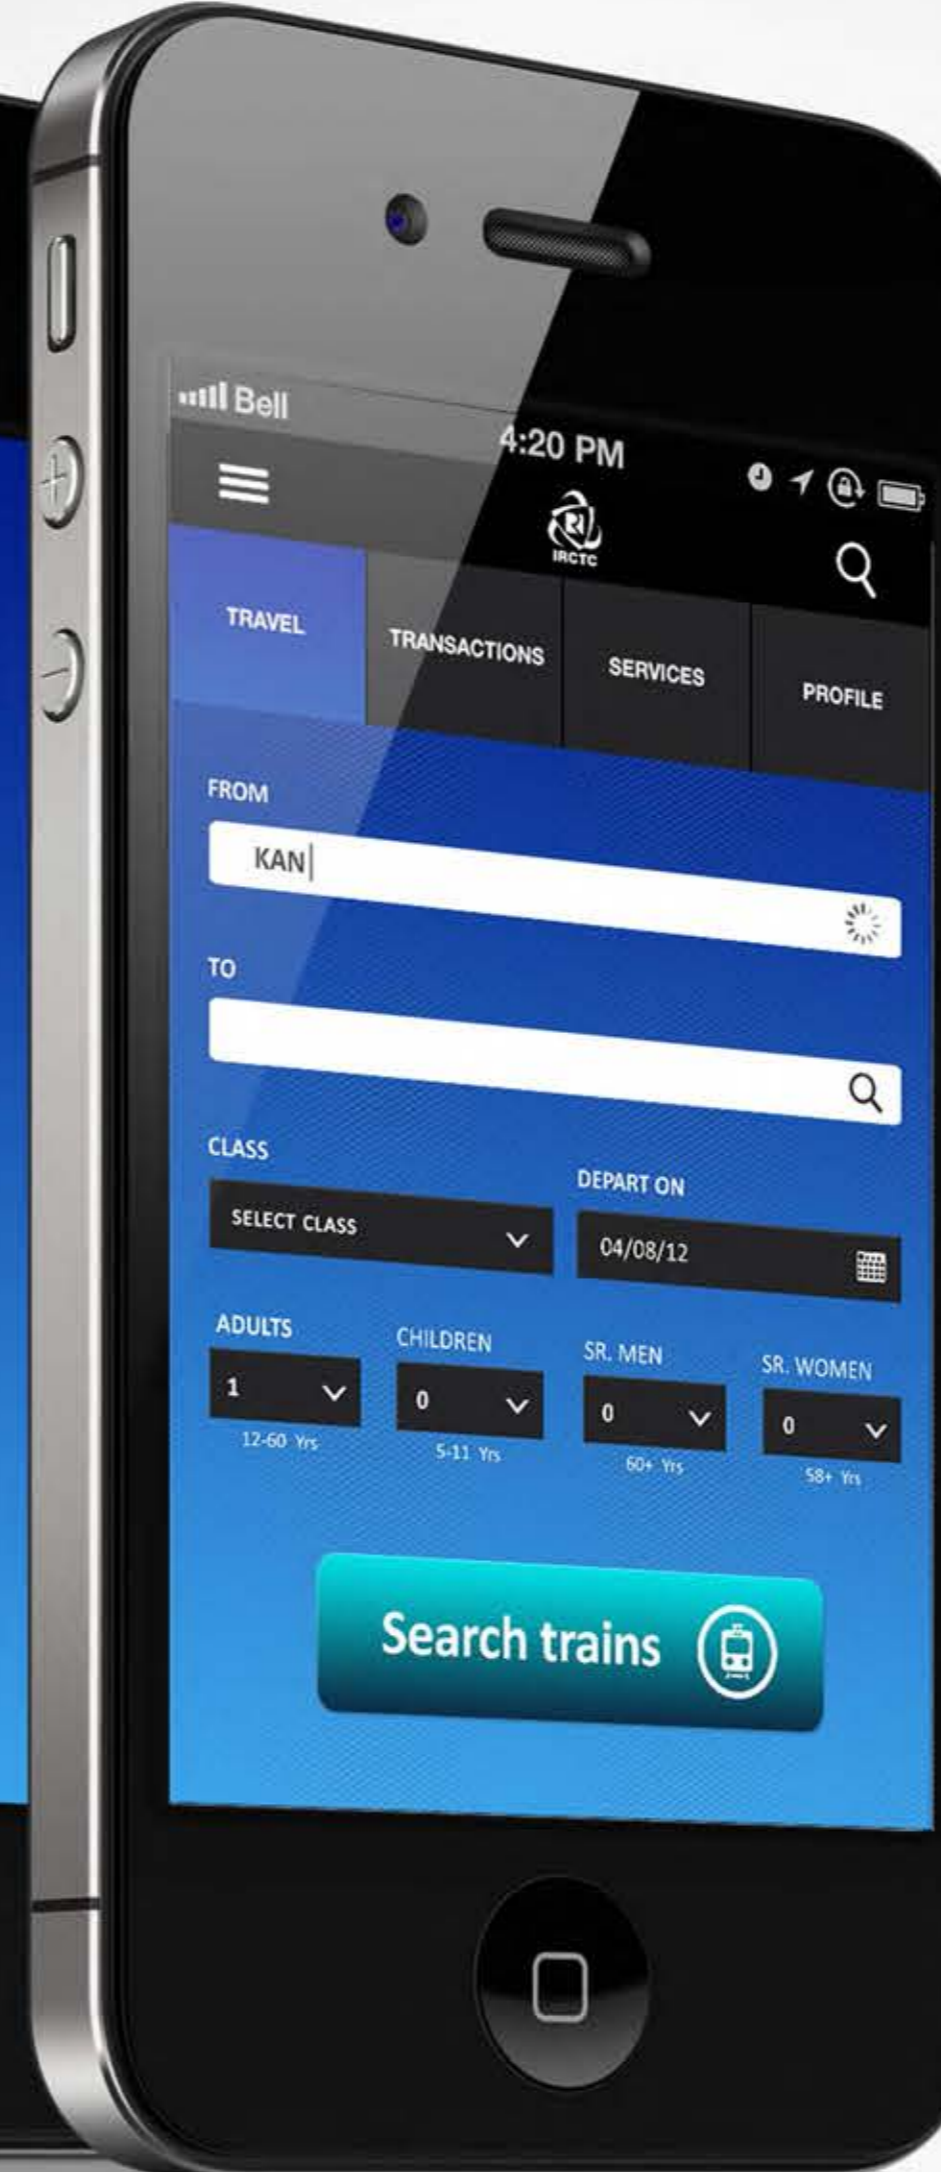 Bell
4:20 PM
IRCTC
TRAVEL
TRANSACTIONS
SERVICES
PROFILE
FROM
KAN
TO
CLASS
DEPART ON
SELECT CLASS
04/08/12
ADULTS
CHILDREN
SR. MEN
SR. WOMEN
1
0
0
0
12-60 Yrs
5-11 Yrs
60+ Yrs
58+ Yrs
Search trains